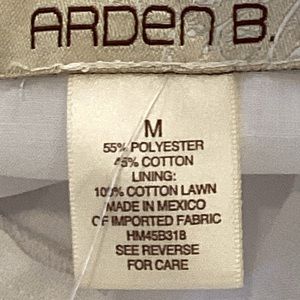 ARDEN B.
M
55% POLYESTER
45% COTTON
LINING:
100% COTTON LAWN
MADE IN MEXICO
OF IMPORTED FABRIC
HM45B31B
SEE REVERSE
FOR CARE